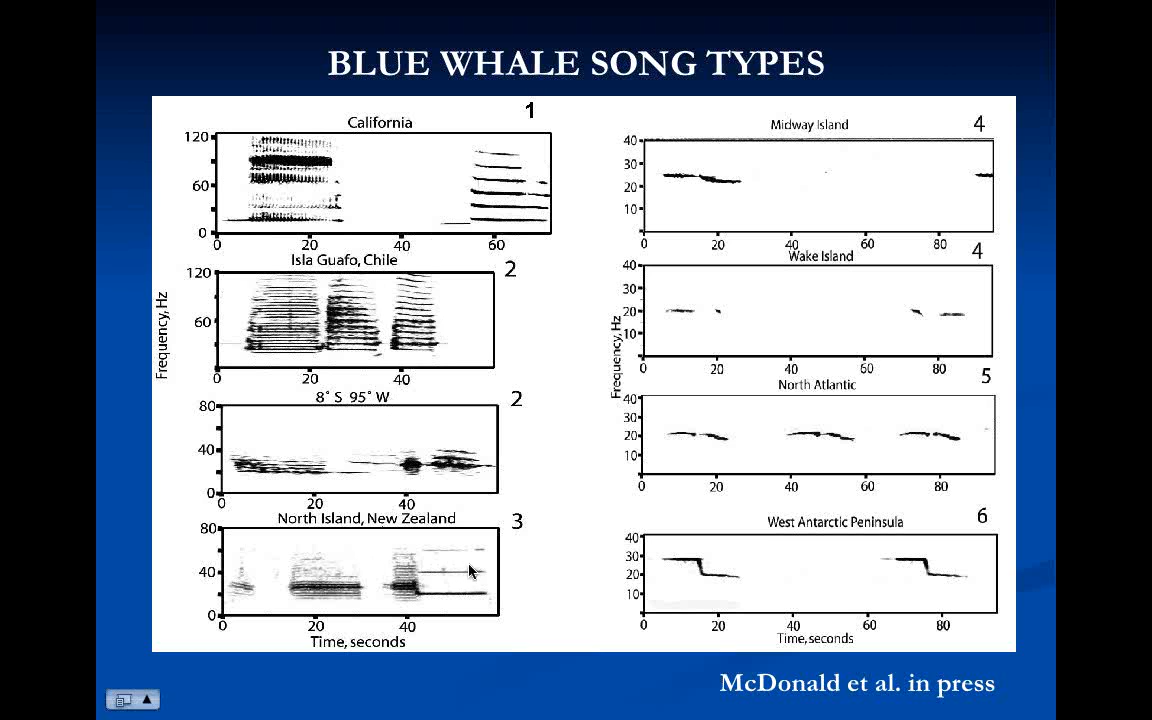 BLUE WHALE SONG TYPES
California 1
120
60
0
0 20 40 60
Isla Guafo, Chile 2
120
60
20 40
8° S 95° W 2
80
40
0
0 20 40
North Island, New Zealand 3
80
40
0
0 20 40
Time, seconds
Frequency, Hz
Midway Island 4
40
30
20
10
0 20 40 60 80
Wake Island 4
40
30
20
10
0 20 40 60 80
North Atlantic 5
40
30
20
10
0 20 40 60 80
West Antarctic Peninsula 6
40
30
20
10
0 20 40 60 80
Time, seconds
Frequency, Hz
McDonald et al. in press